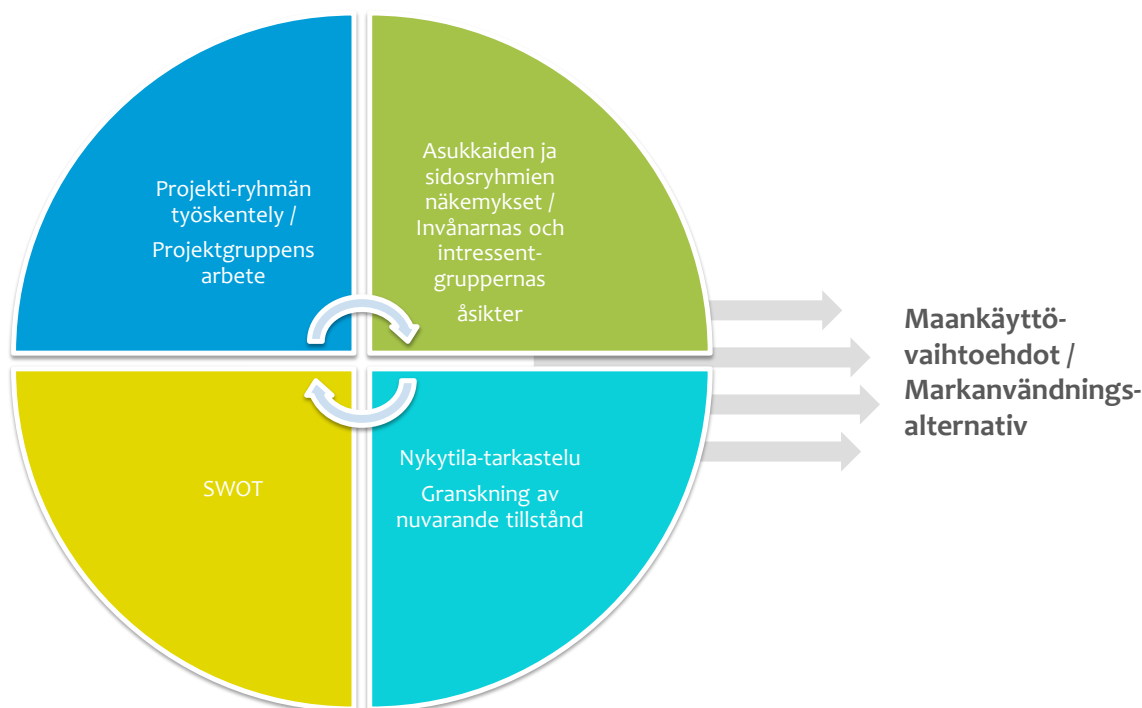 Projekti-ryhmän
työskentely /
Projektgruppens
arbete
Asukkaiden ja
sidosryhmien
näkemykset /
Invånarnas och
intressent-
gruppernas
åsikter
SWOT
Nykytila-tarkastelu
Granskning av
nuvarande tillstånd
Maankäyttö-
vaihtoehdot /
Markanvändnings-
alternativ